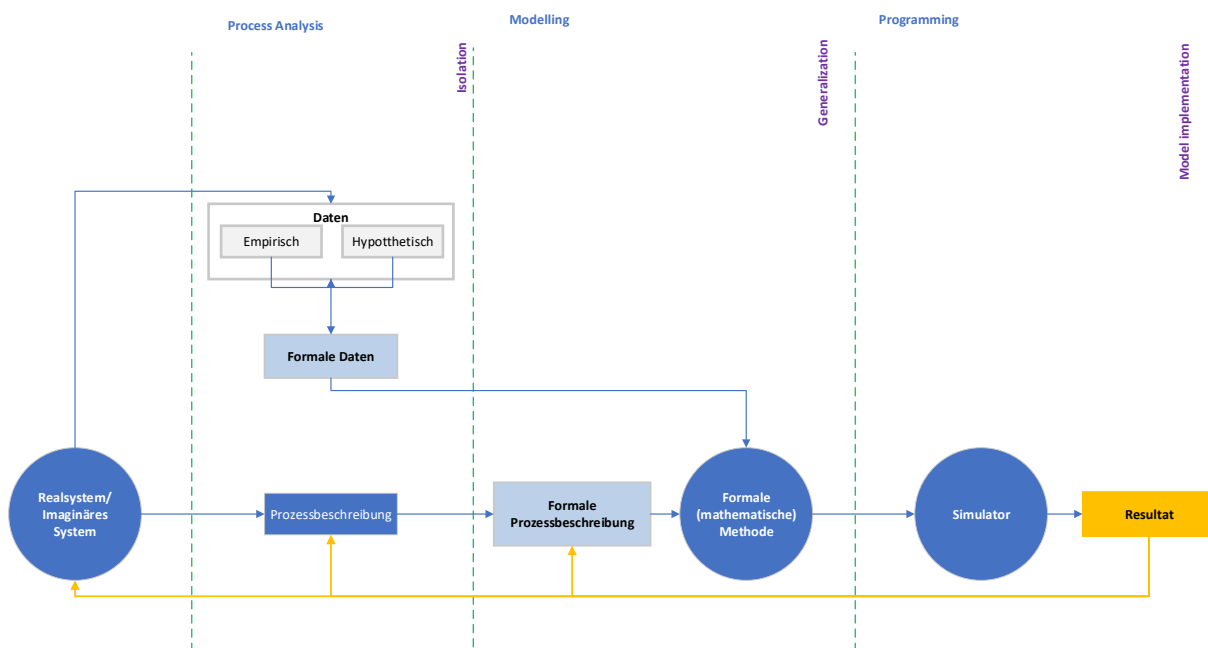 Process Analysis
Modelling
Programming
Isolation
Generalization
Model implementation
Daten
Empirisch
Hypotthetisch
Formale Daten
Realsystem/
Imaginäres
System
Prozessbeschreibung
Formale
Prozessbeschreibung
Formale
(mathematische)
Methode
Simulator
Resultat